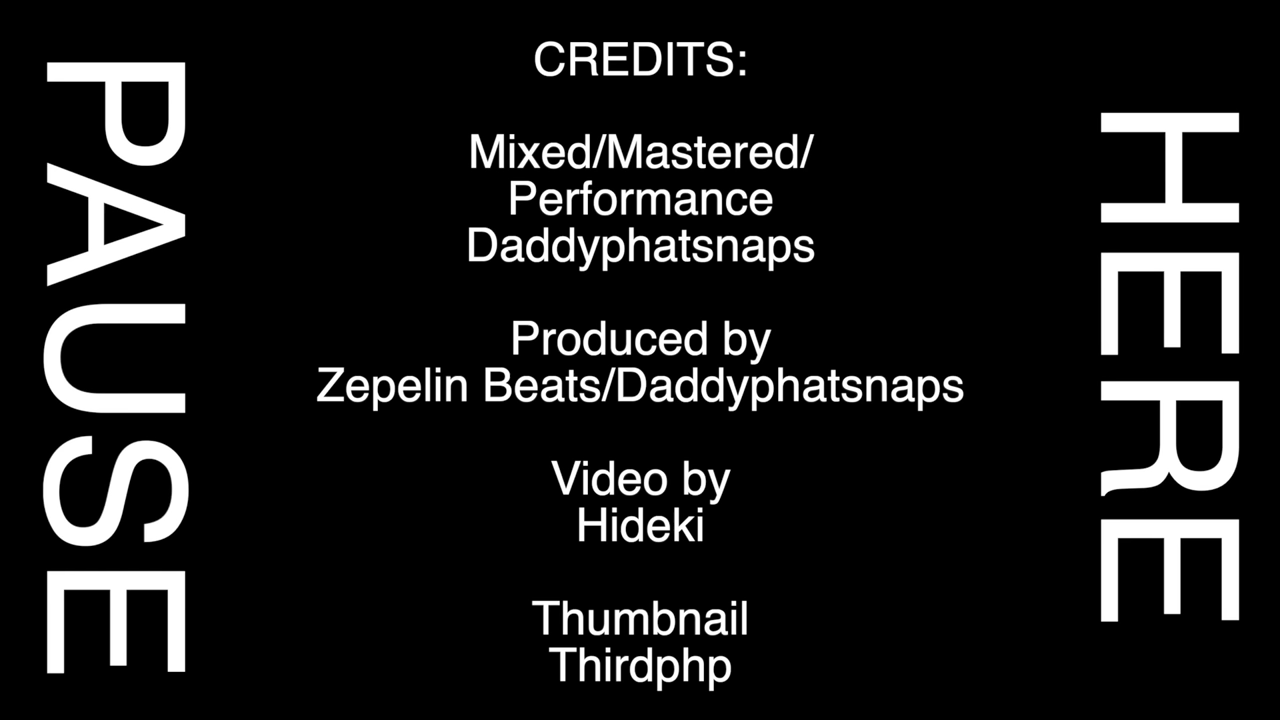 PAUSE
CREDITS:
Mixed/Mastered/
Performance
Daddyphatsnaps
Produced by
Zepelin Beats/Daddyphatsnaps
Video by
Hideki
Thumbnail
Thirdphp
HERE